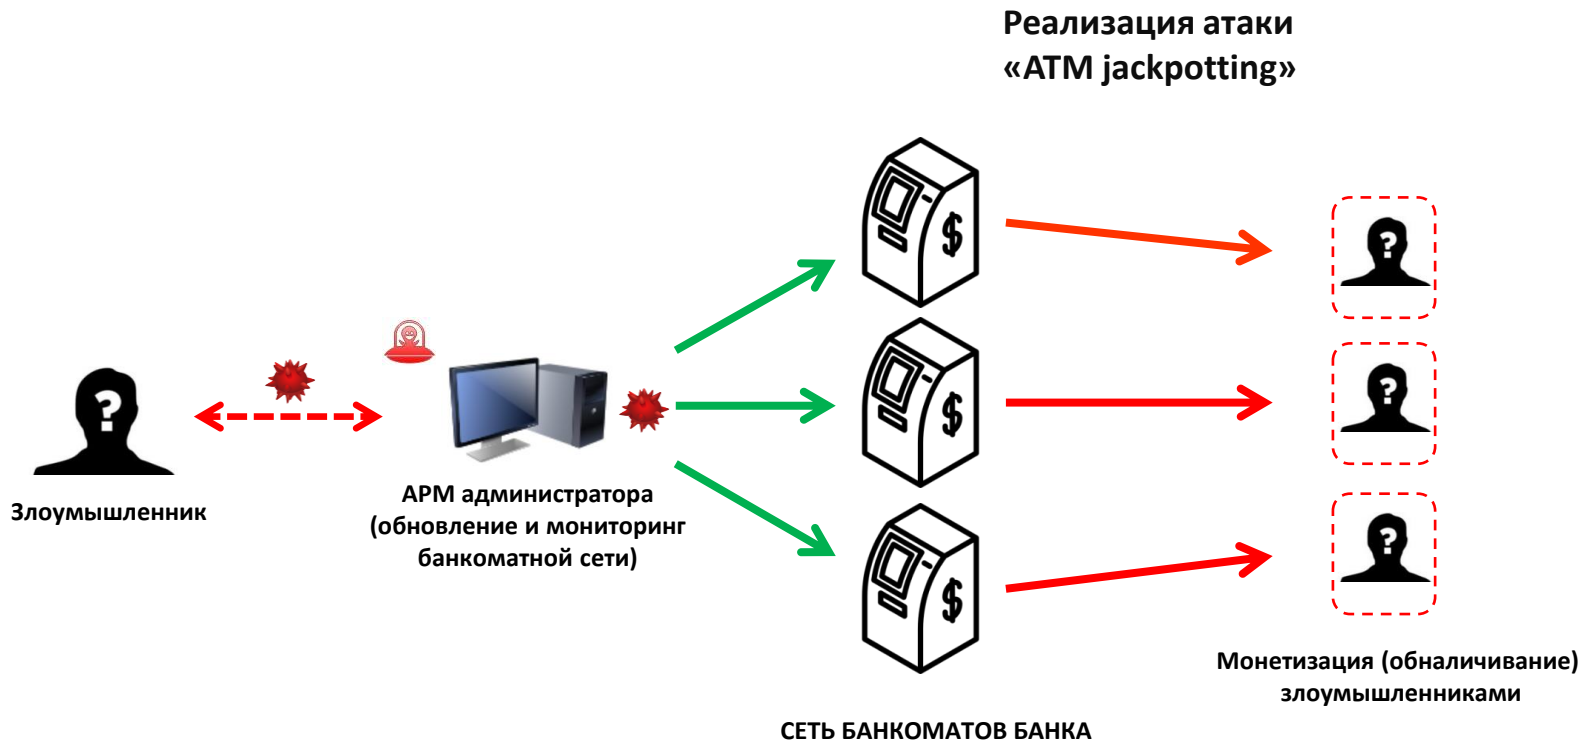 Реализация атаки
«ATM jackpotting»
Злоумышленник
АРМ администратора
(обновление и мониторинг
банкоматной сети)
СЕТЬ БАНКОМАТОВ БАНКА
Монетизация (обналичивание)
злоумышленниками